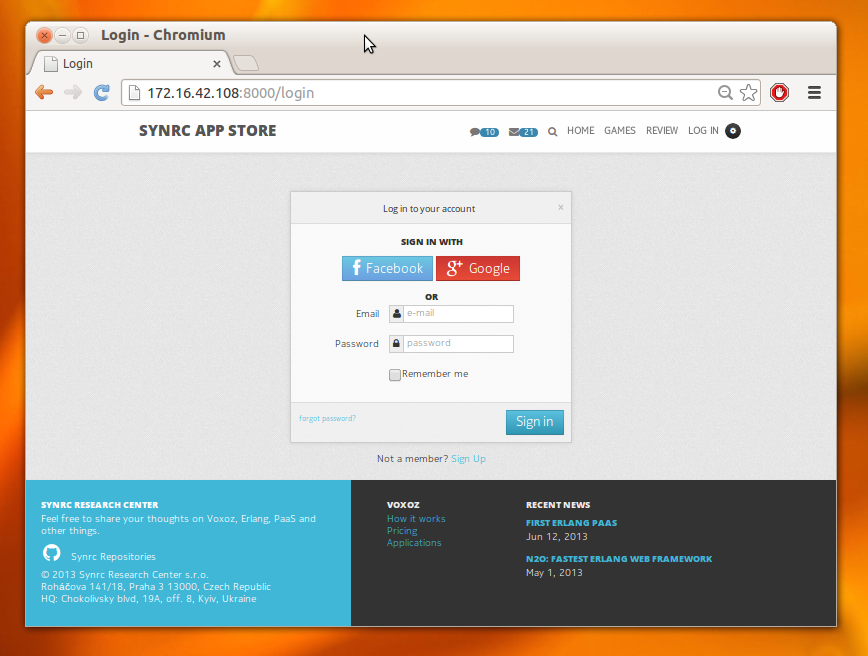 Login - Chromium
Login
172.16.42.108:8000/login
SYNRC APP STORE
10 21 HOME GAMES REVIEW LOG IN
Log in to your account ×
SIGN IN WITH
Facebook Google
OR
Email e-mail
Password password
Remember me
forgot password? Sign in
Not a member? Sign Up
SYNRC RESEARCH CENTER
Feel free to share your thoughts on Voxoz, Erlang, PaaS and
other things.
Synrc Repositories
© 2013 Synrc Research Center s.r.o.
Roháčova 141/18, Praha 3 13000, Czech Republic
HQ: Chokolivsky blvd, 19A, off. 8, Kyiv, Ukraine
VOXOZ
How it works
Pricing
Applications
RECENT NEWS
FIRST ERLANG PAAS
Jun 12, 2013
N2O: FASTEST ERLANG WEB FRAMEWORK
May 1, 2013